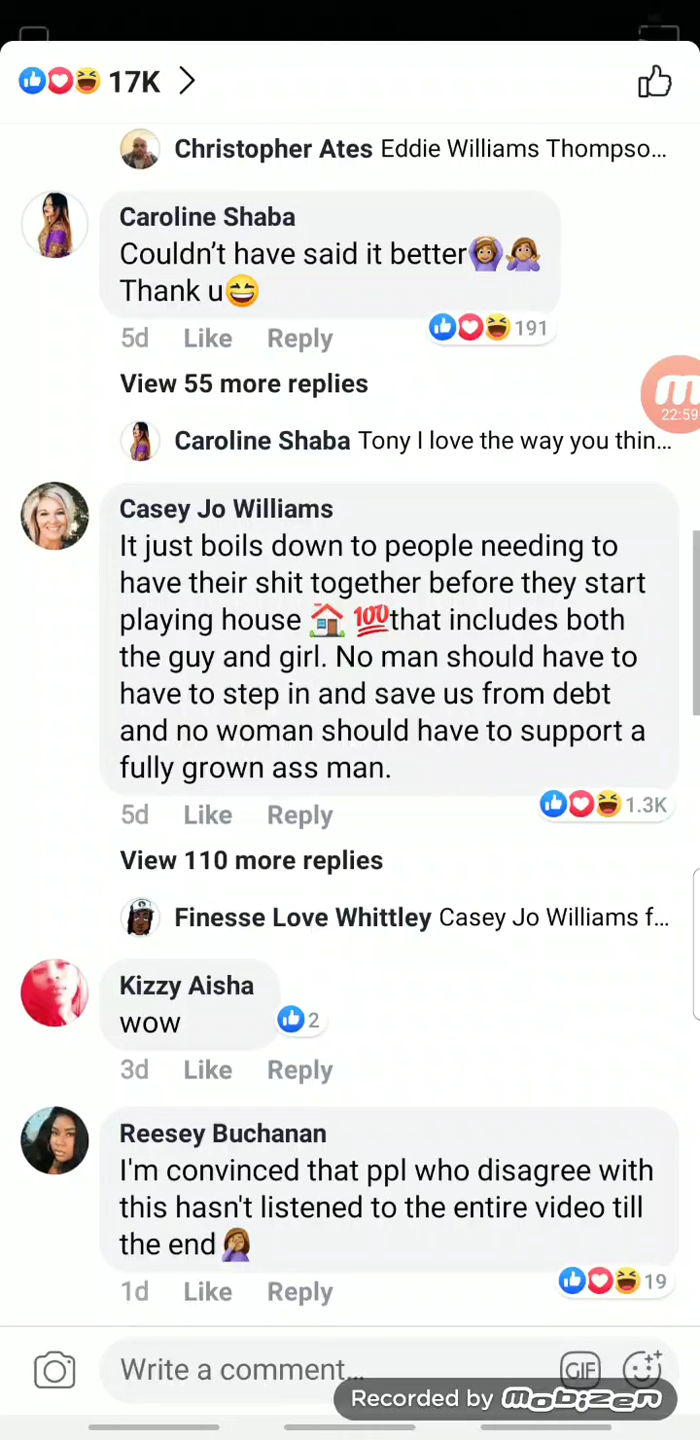 17K
Christopher Ates Eddie Williams Thompso...
Caroline Shaba
Couldn’t have said it better🙆🏽‍♀️🤷🏽‍♀️
Thank u😄
5d Like Reply 191
View 55 more replies
22:59
Caroline Shaba Tony I love the way you thin...
Casey Jo Williams
It just boils down to people needing to
have their shit together before they start
playing house 🏠 💯that includes both
the guy and girl. No man should have to
have to step in and save us from debt
and no woman should have to support a
fully grown ass man.
5d Like Reply 1.3K
View 110 more replies
Finesse Love Whittley Casey Jo Williams f...
Kizzy Aisha
wow
2
3d Like Reply
Reesey Buchanan
I'm convinced that ppl who disagree with
this hasn't listened to the entire video till
the end🤦🏽‍♀️
1d Like Reply 19
Write a comment... GIF
Recorded by mobizen